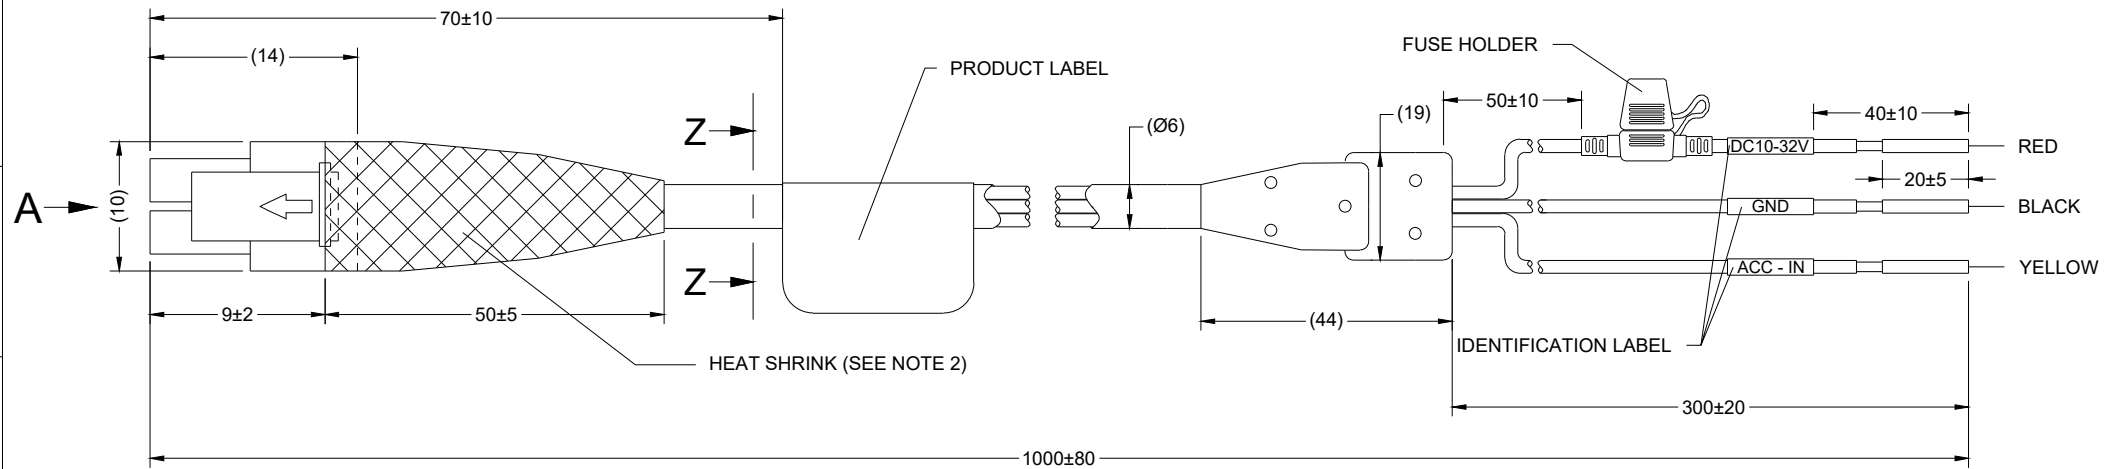 70±10
(14)
PRODUCT LABEL
FUSE HOLDER
Z
(Ø6)
(19)
50±10
40±10
DC10-32V
RED
20±5
A
(10)
GND
BLACK
ACC - IN
YELLOW
Z
9±2
50±5
(44)
IDENTIFICATION LABEL
HEAT SHRINK (SEE NOTE 2)
300±20
1000±80